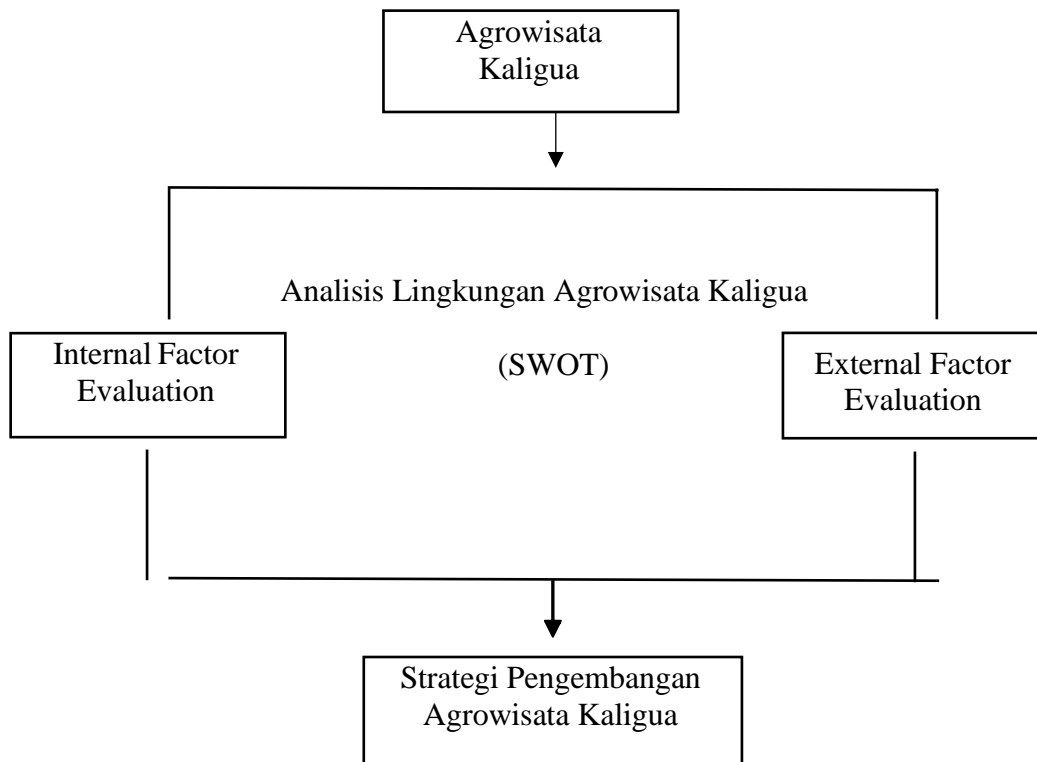 Agrowisata
Kaligua
Analisis Lingkungan Agrowisata Kaligua
Internal Factor
Evaluation
(SWOT)
External Factor
Evaluation
Strategi Pengembangan
Agrowisata Kaligua